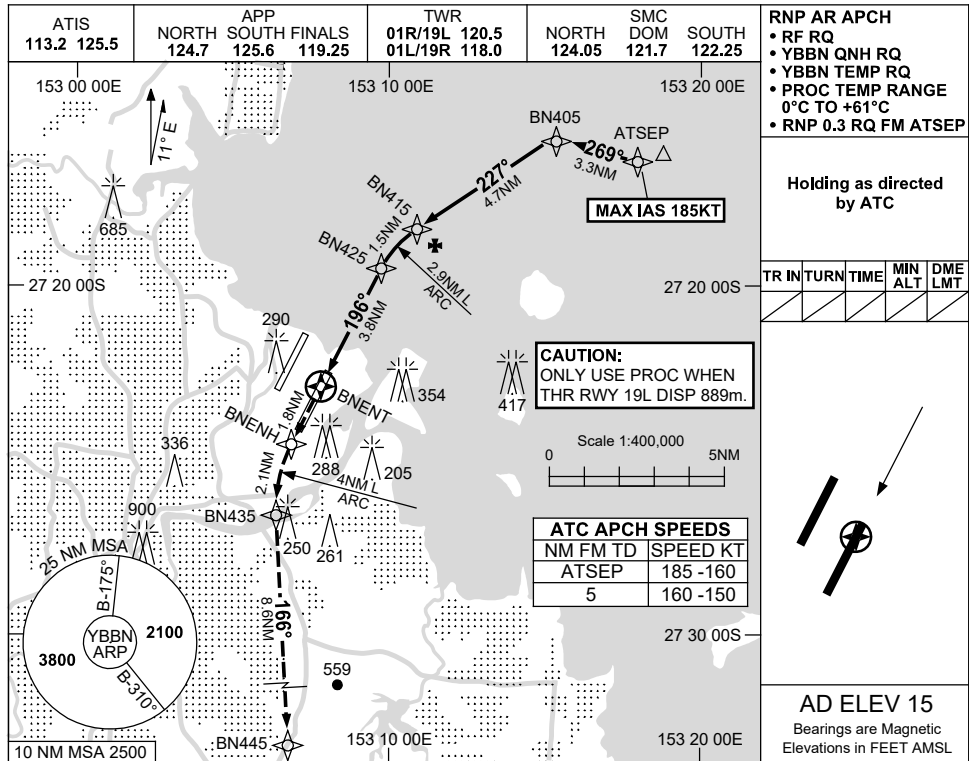 ATIS
113.2 125.5
APP
NORTH SOUTH FINALS
124.7 125.6 119.25
TWR
01R/19L 120.5
01L/19R 118.0
SMC
NORTH DOM SOUTH
124.05 121.7 122.25
RNP AR APCH
• RF RQ
• YBBN QNH RQ
• YBBN TEMP RQ
• PROC TEMP RANGE
0°C TO +61°C
• RNP 0.3 RQ FM ATSEP
Holding as directed
by ATC
TR IN TURN TIME MIN ALT DME LMT
153 00 00E
153 10 00E
153 20 00E
11° E
BN405
ATSEP
269°
3.3NM
MAX IAS 185KT
227°
4.7NM
685
BN415
1.5NM
BN425
2.9NM L
ARC
27 20 00S
27 20 00S
196°
3.8NM
290
CAUTION:
ONLY USE PROC WHEN
THR RWY 19L DISP 889m.
354
417
BNENT
1.8NM
BNENH
288
205
336
2.1NM
4NM L
ARC
Scale 1:400,000
0 5NM
900
BN435
250
261
ATC APCH SPEEDS
NM FM TD SPEED KT
ATSEP 185 -160
5 160 -150
25 NM MSA
B-175°
YBBN
ARP
2100
3800
B-310°
166°
8.6NM
27 30 00S
559
BN445
10 NM MSA 2500
153 10 00E
153 20 00E
AD ELEV 15
Bearings are Magnetic
Elevations in FEET AMSL